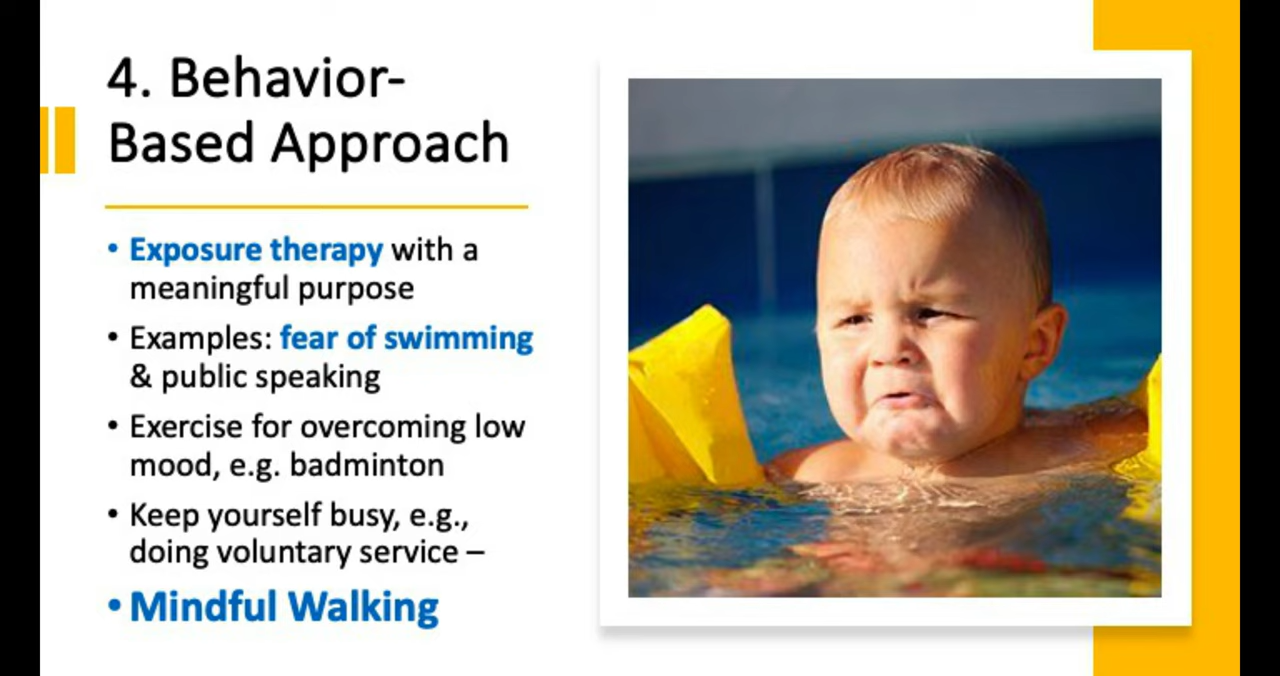 4. Behavior-
Based Approach
• Exposure therapy with a
meaningful purpose
• Examples: fear of swimming
& public speaking
• Exercise for overcoming low
mood, e.g. badminton
• Keep yourself busy, e.g.,
doing voluntary service –
• Mindful Walking